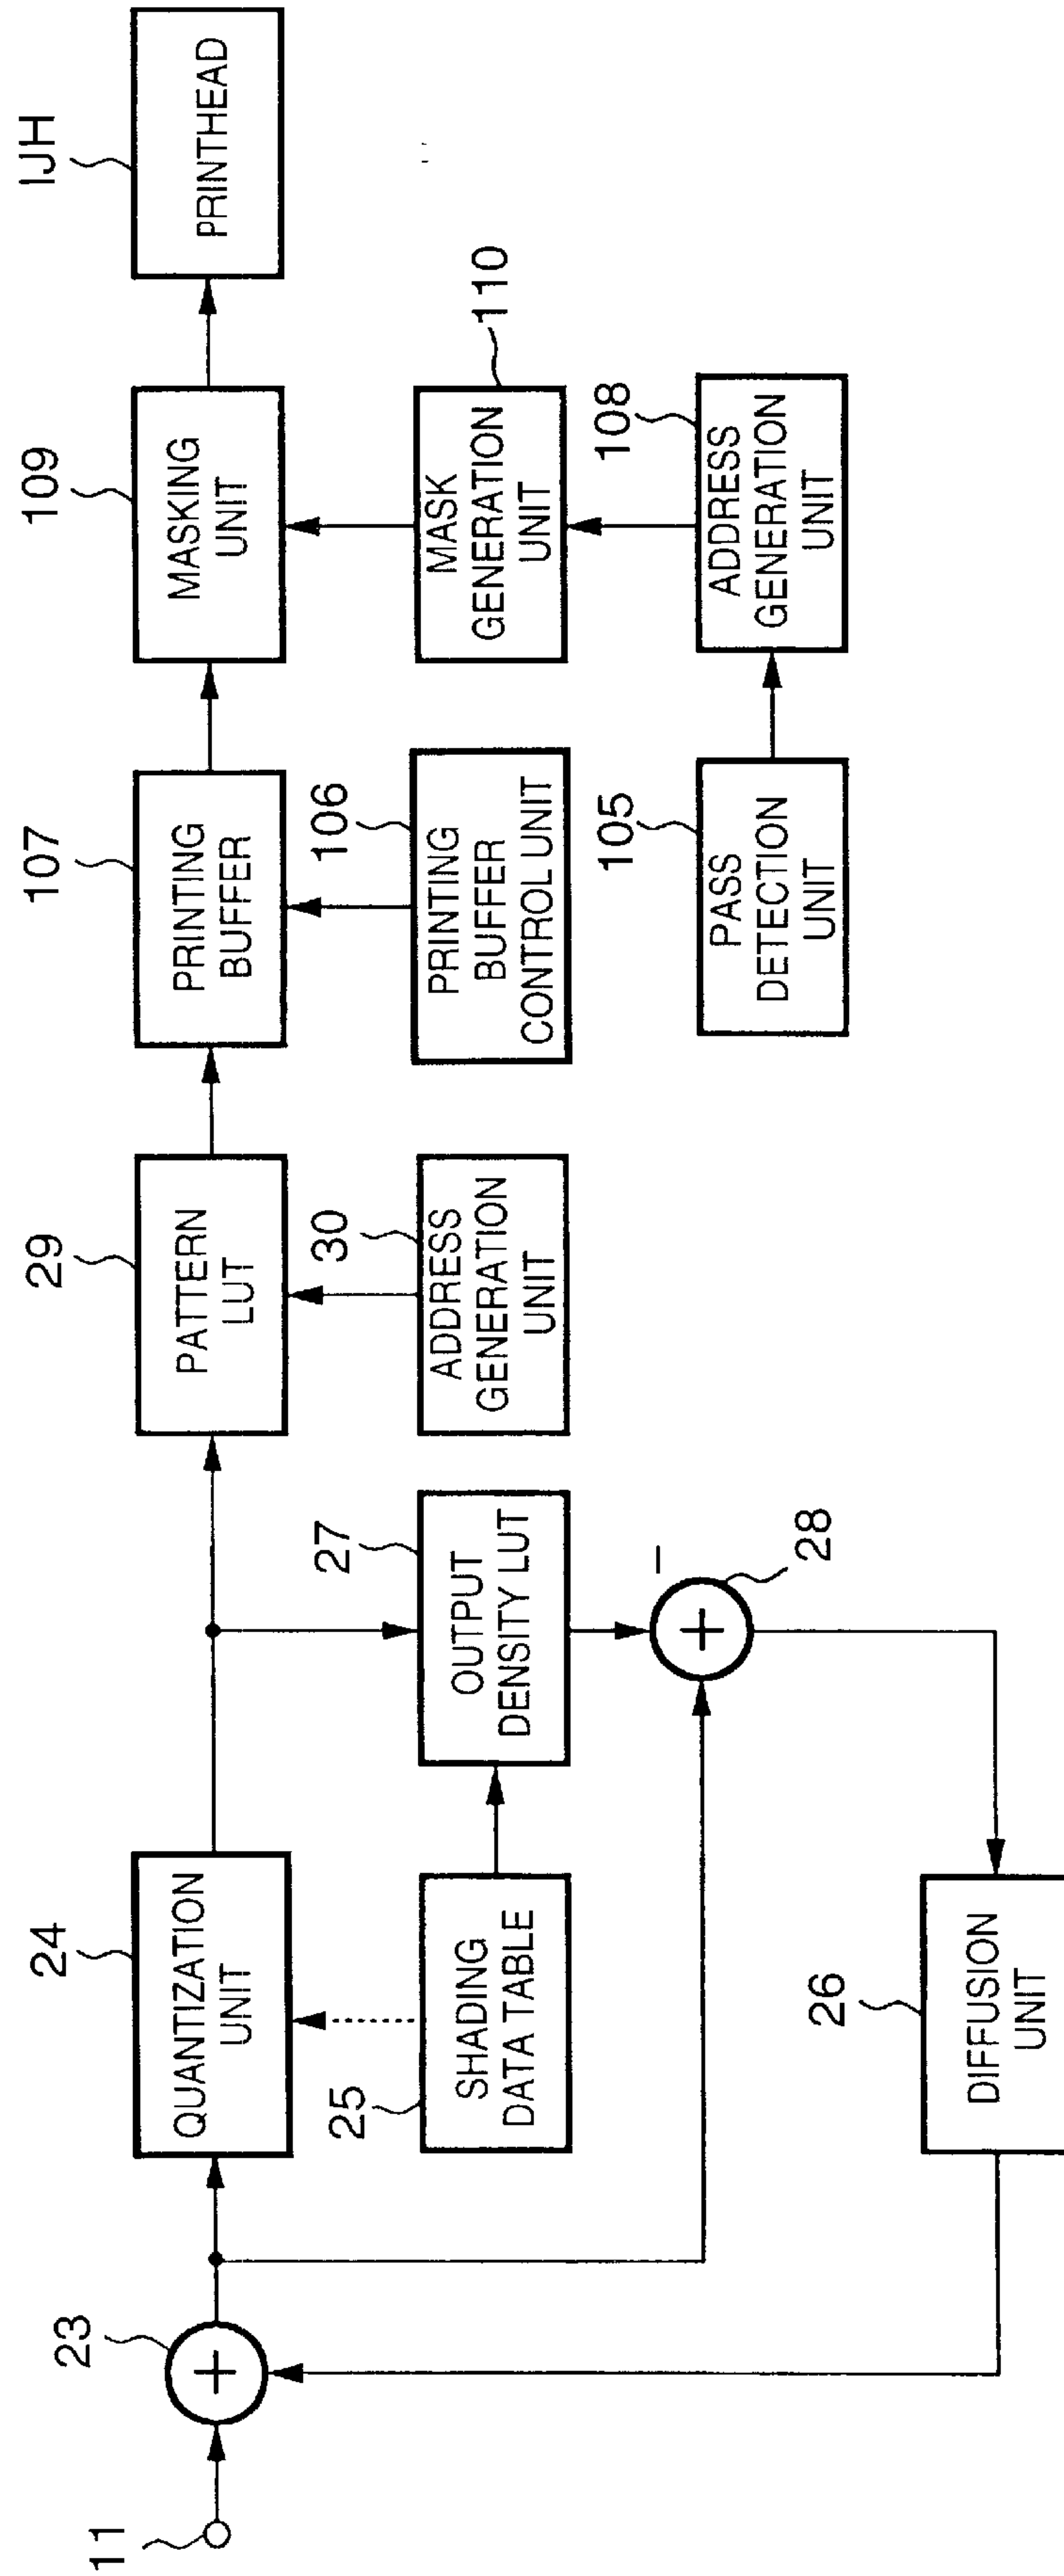 11
23
+
24
QUANTIZATION
UNIT
25
SHADING
DATA TABLE
26
DIFFUSION
UNIT
27
OUTPUT
DENSITY LUT
28
+
−
29
PATTERN
LUT
30
ADDRESS
GENERATION
UNIT
107
PRINTING
BUFFER
106
PRINTING
BUFFER
CONTROL UNIT
105
PASS
DETECTION
UNIT
109
MASKING
UNIT
110
MASK
GENERATION
UNIT
108
ADDRESS
GENERATION
UNIT
IJH
PRINTHEAD